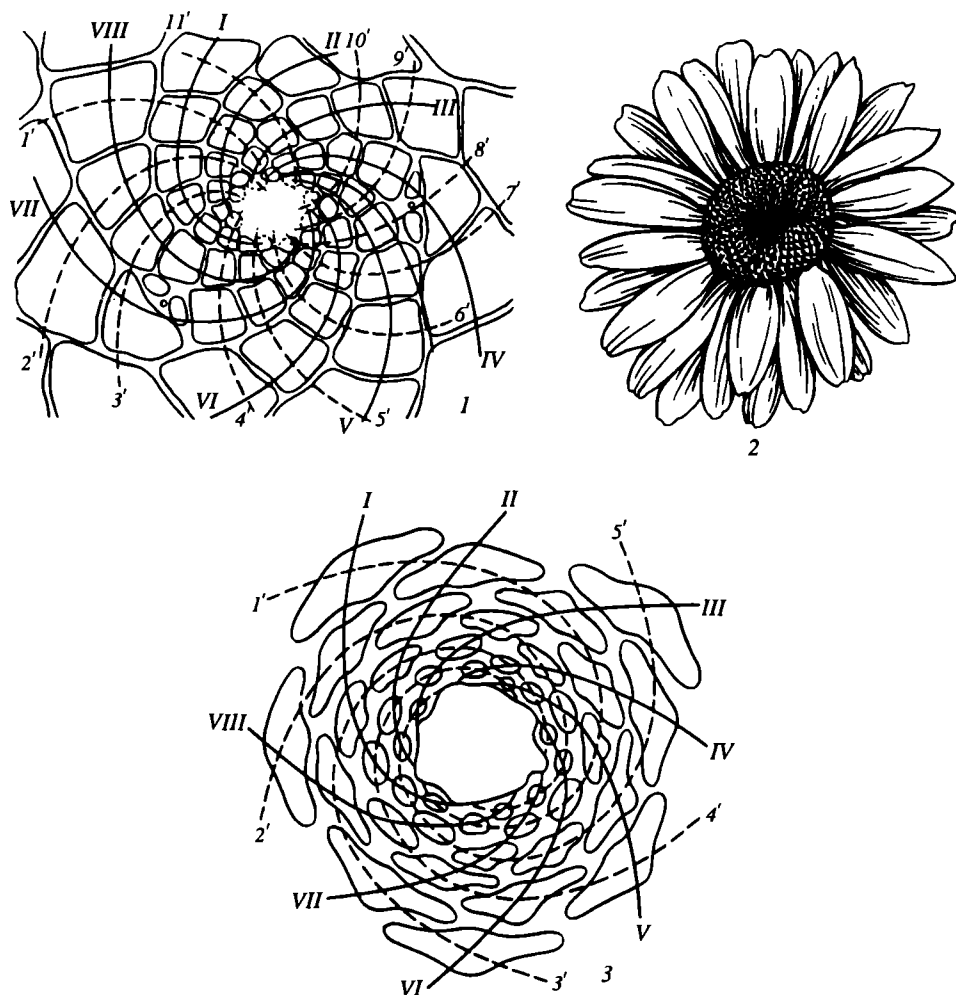 VIII 11' I II 10' 9'
III
1' 8'
VII 7'
6'
2' 3' VI 4' V 5' IV 1
2
I II 5'
1' III
VIII IV
2' 4'
VII V
VI 3' 3